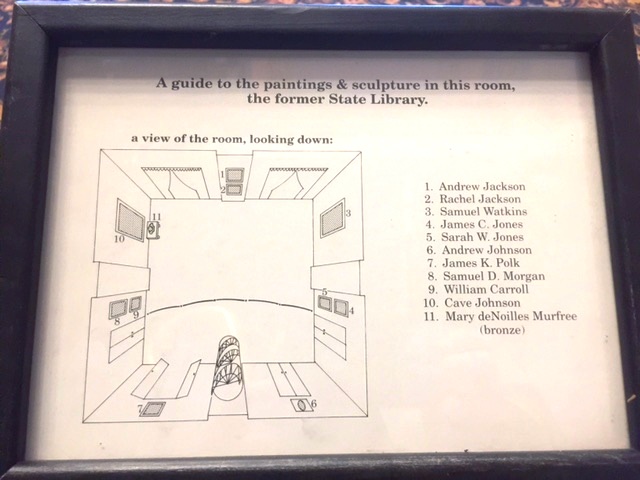 A guide to the paintings & sculpture in this room,
the former State Library.
a view of the room, looking down:
1
2
3
11
10
5
4
8
9
7
6
1. Andrew Jackson
2. Rachel Jackson
3. Samuel Watkins
4. James C. Jones
5. Sarah W. Jones
6. Andrew Johnson
7. James K. Polk
8. Samuel D. Morgan
9. William Carroll
10. Cave Johnson
11. Mary deNoilles Murfree
(bronze)